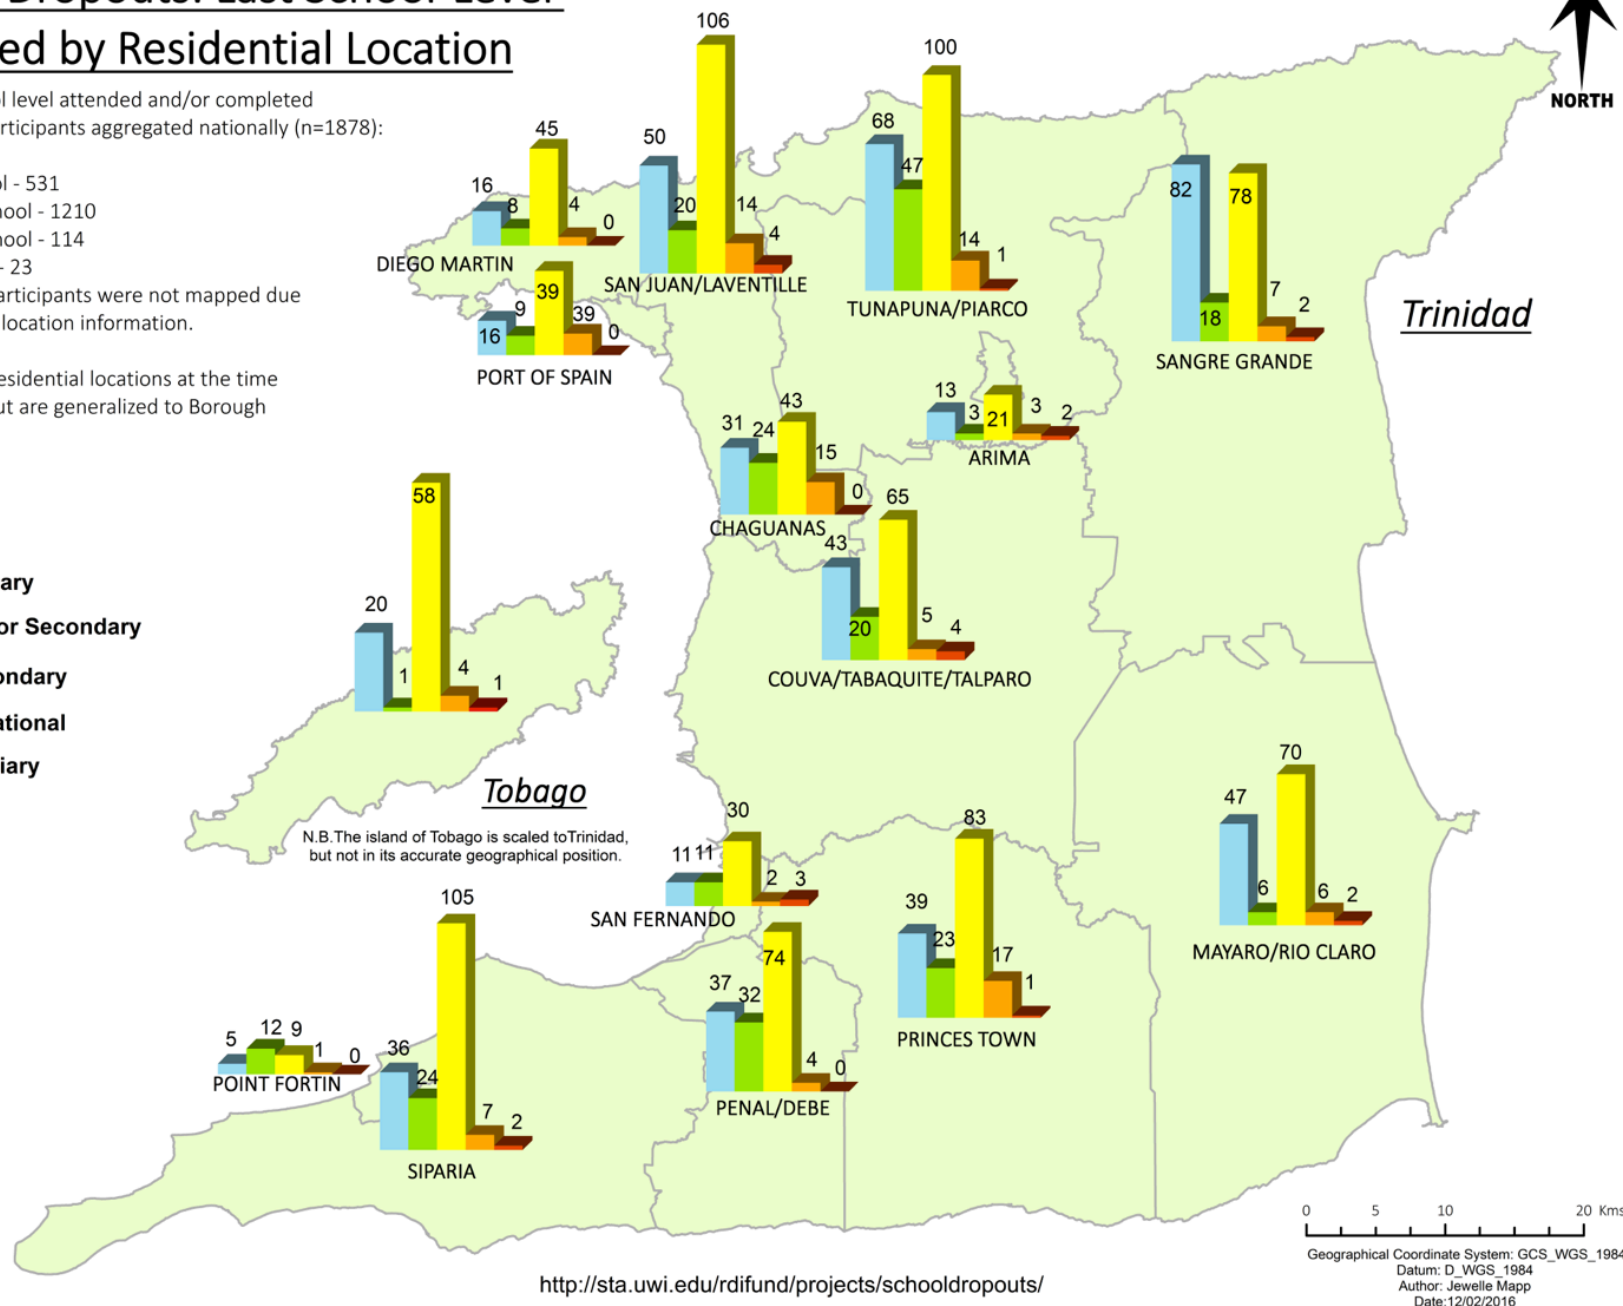 Dropouts: Last School Level
ed by Residential Location
ol level attended and/or completed
rticipants aggregated nationally (n=1878):
ol - 531
hool - 1210
hool - 114
- 23
articipants were not mapped due
location information.
esidential locations at the time
ut are generalized to Borough
ary
or Secondary
ondary
ational
iary
NORTH
Trinidad
45
16
8
4
0
DIEGO MARTIN
106
50
20
14
4
SAN JUAN/LAVENTILLE
100
68
47
14
1
TUNAPUNA/PIARCO
82
18
78
7
2
SANGRE GRANDE
16
9
39
39
0
PORT OF SPAIN
13
3
21
3
2
ARIMA
31
24
43
15
0
CHAGUANAS
43
20
65
5
4
COUVA/TABAQUITE/TALPARO
20
1
58
4
1
Tobago
N.B.The island of Tobago is scaled toTrinidad,
but not in its accurate geographical position.
11
11
30
2
3
SAN FERNANDO
39
23
83
17
1
PRINCES TOWN
47
6
70
6
2
MAYARO/RIO CLARO
5
12
9
1
0
POINT FORTIN
36
24
105
7
2
SIPARIA
37
32
74
4
0
PENAL/DEBE
0 5 10 20 Kms
Geographical Coordinate System: GCS_WGS_1984
Datum: D_WGS_1984
Author: Jewelle Mapp
Date:12/02/2016
http://sta.uwi.edu/rdifund/projects/schooldropouts/